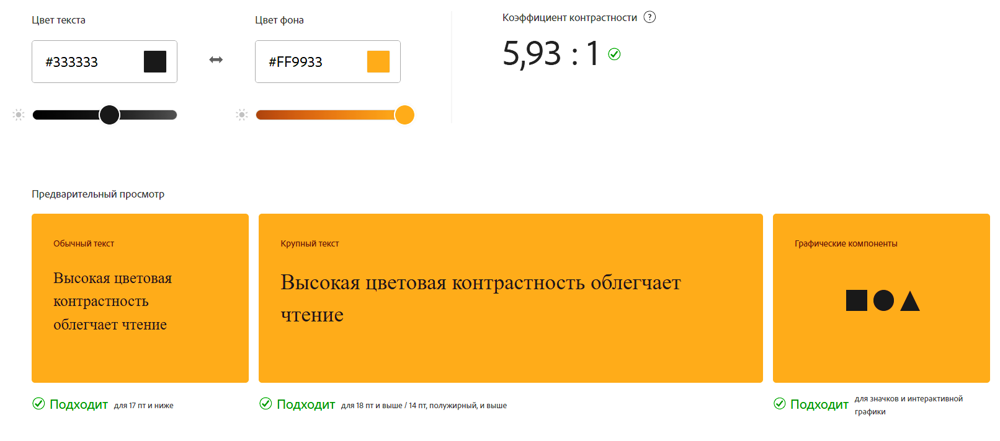 Цвет текста
Цвет фона
Коэффициент контрастности ?
#333333
#FF9933
5,93 : 1
Предварительный просмотр
Обычный текст
Высокая цветовая
контрастность
облегчает чтение
Крупный текст
Высокая цветовая контрастность облегчает
чтение
Графические компоненты
Подходит для 17 пт и ниже
Подходит для 18 пт и выше / 14 пт, полужирный, и выше
Подходит для значков и интерактивной
графики